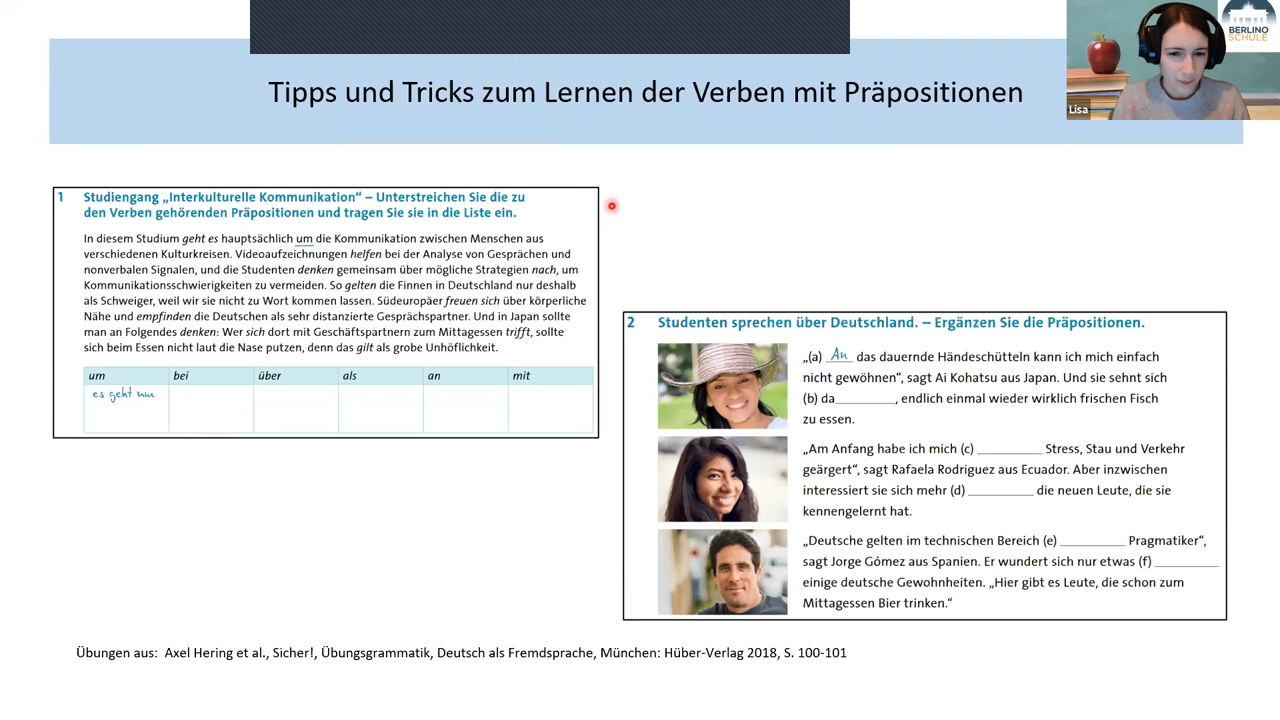 BERLINO
SCHULE
Lisa
Tipps und Tricks zum Lernen der Verben mit Präpositionen
1 Studiengang „Interkulturelle Kommunikation“ – Unterstreichen Sie die zu
den Verben gehörenden Präpositionen und tragen Sie sie in die Liste ein.
In diesem Studium geht es hauptsächlich um die Kommunikation zwischen Menschen aus
verschiedenen Kulturkreisen. Videoaufzeichnungen helfen bei der Analyse von Gesprächen und
nonverbalen Signalen, und die Studenten denken gemeinsam über mögliche Strategien nach, um
Kommunikationsschwierigkeiten zu vermeiden. So gelten die Finnen in Deutschland nur deshalb
als Schweiger, weil wir sie nicht zu Wort kommen lassen. Südeuropäer freuen sich über körperliche
Nähe und empfinden die Deutschen als sehr distanzierte Gesprächspartner. Und in Japan sollte
man an Folgendes denken: Wer sich dort mit Geschäftspartnern zum Mittagessen trifft, sollte
sich beim Essen nicht laut die Nase putzen, denn das gilt als grobe Unhöflichkeit.
um bei über als an mit
es geht um
2 Studenten sprechen über Deutschland. – Ergänzen Sie die Präpositionen.
„(a) An das dauernde Händeschütteln kann ich mich einfach
nicht gewöhnen“, sagt Ai Kohatsu aus Japan. Und sie sehnt sich
(b) da__________, endlich einmal wieder wirklich frischen Fisch
zu essen.
„Am Anfang habe ich mich (c) __________ Stress, Stau und Verkehr
geärgert“, sagt Rafaela Rodriguez aus Ecuador. Aber inzwischen
interessiert sie sich mehr (d) __________ die neuen Leute, die sie
kennengelernt hat.
„Deutsche gelten im technischen Bereich (e) __________ Pragmatiker“,
sagt Jorge Gómez aus Spanien. Er wundert sich nur etwas (f) __________
einige deutsche Gewohnheiten. „Hier gibt es Leute, die schon zum
Mittagessen Bier trinken.“
Übungen aus: Axel Hering et al., Sicher!, Übungsgrammatik, Deutsch als Fremdsprache, München: Hüber-Verlag 2018, S. 100-101